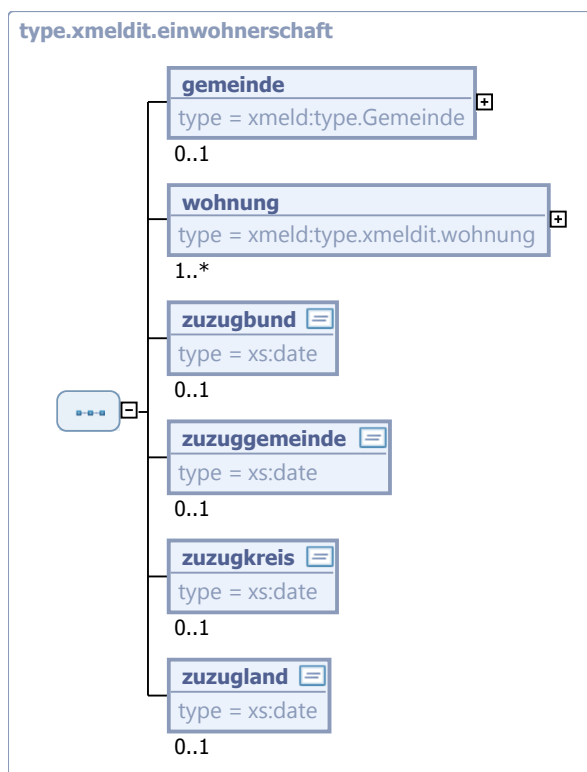 type.xmeldit.einwohnerschaft
gemeinde
type = xmeld:type.Gemeinde
0..1
wohnung
type = xmeld:type.xmeldit.wohnung
1..*
zuzugbund
type = xs:date
0..1
zuzuggemeinde
type = xs:date
0..1
zuzugkreis
type = xs:date
0..1
zuzugland
type = xs:date
0..1